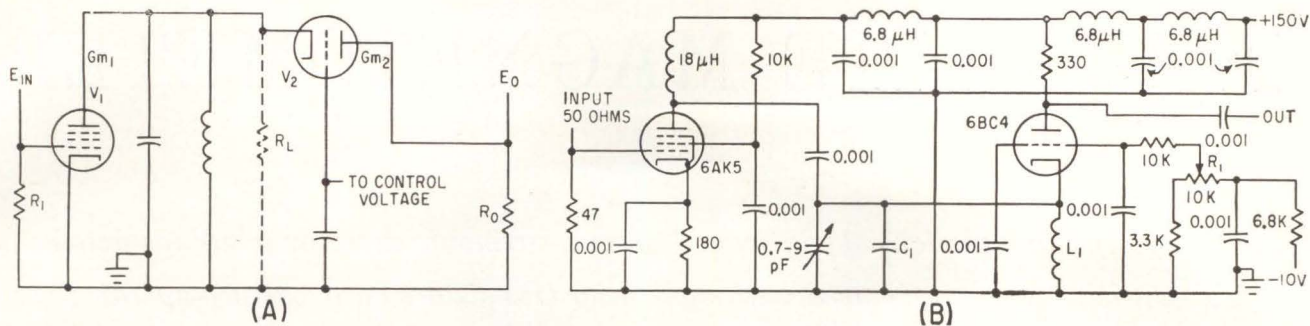 Gm1
EIN
V1
R1
RL
V2
Gm2
EO
TO CONTROL
VOLTAGE
RO
(A)
INPUT
50 OHMS
47
0.001
18 μH
10K
6AK5
180
0.001
0.001
0.7-9
pF
C1
0.001
6.8 μH
0.001
330
6BC4
0.001
L1
0.001
6.8μH
6.8 μH
0.001
+150V
OUT
0.001
10K
R1
10K
3.3K
0.001
6.8K
-10V
(B)